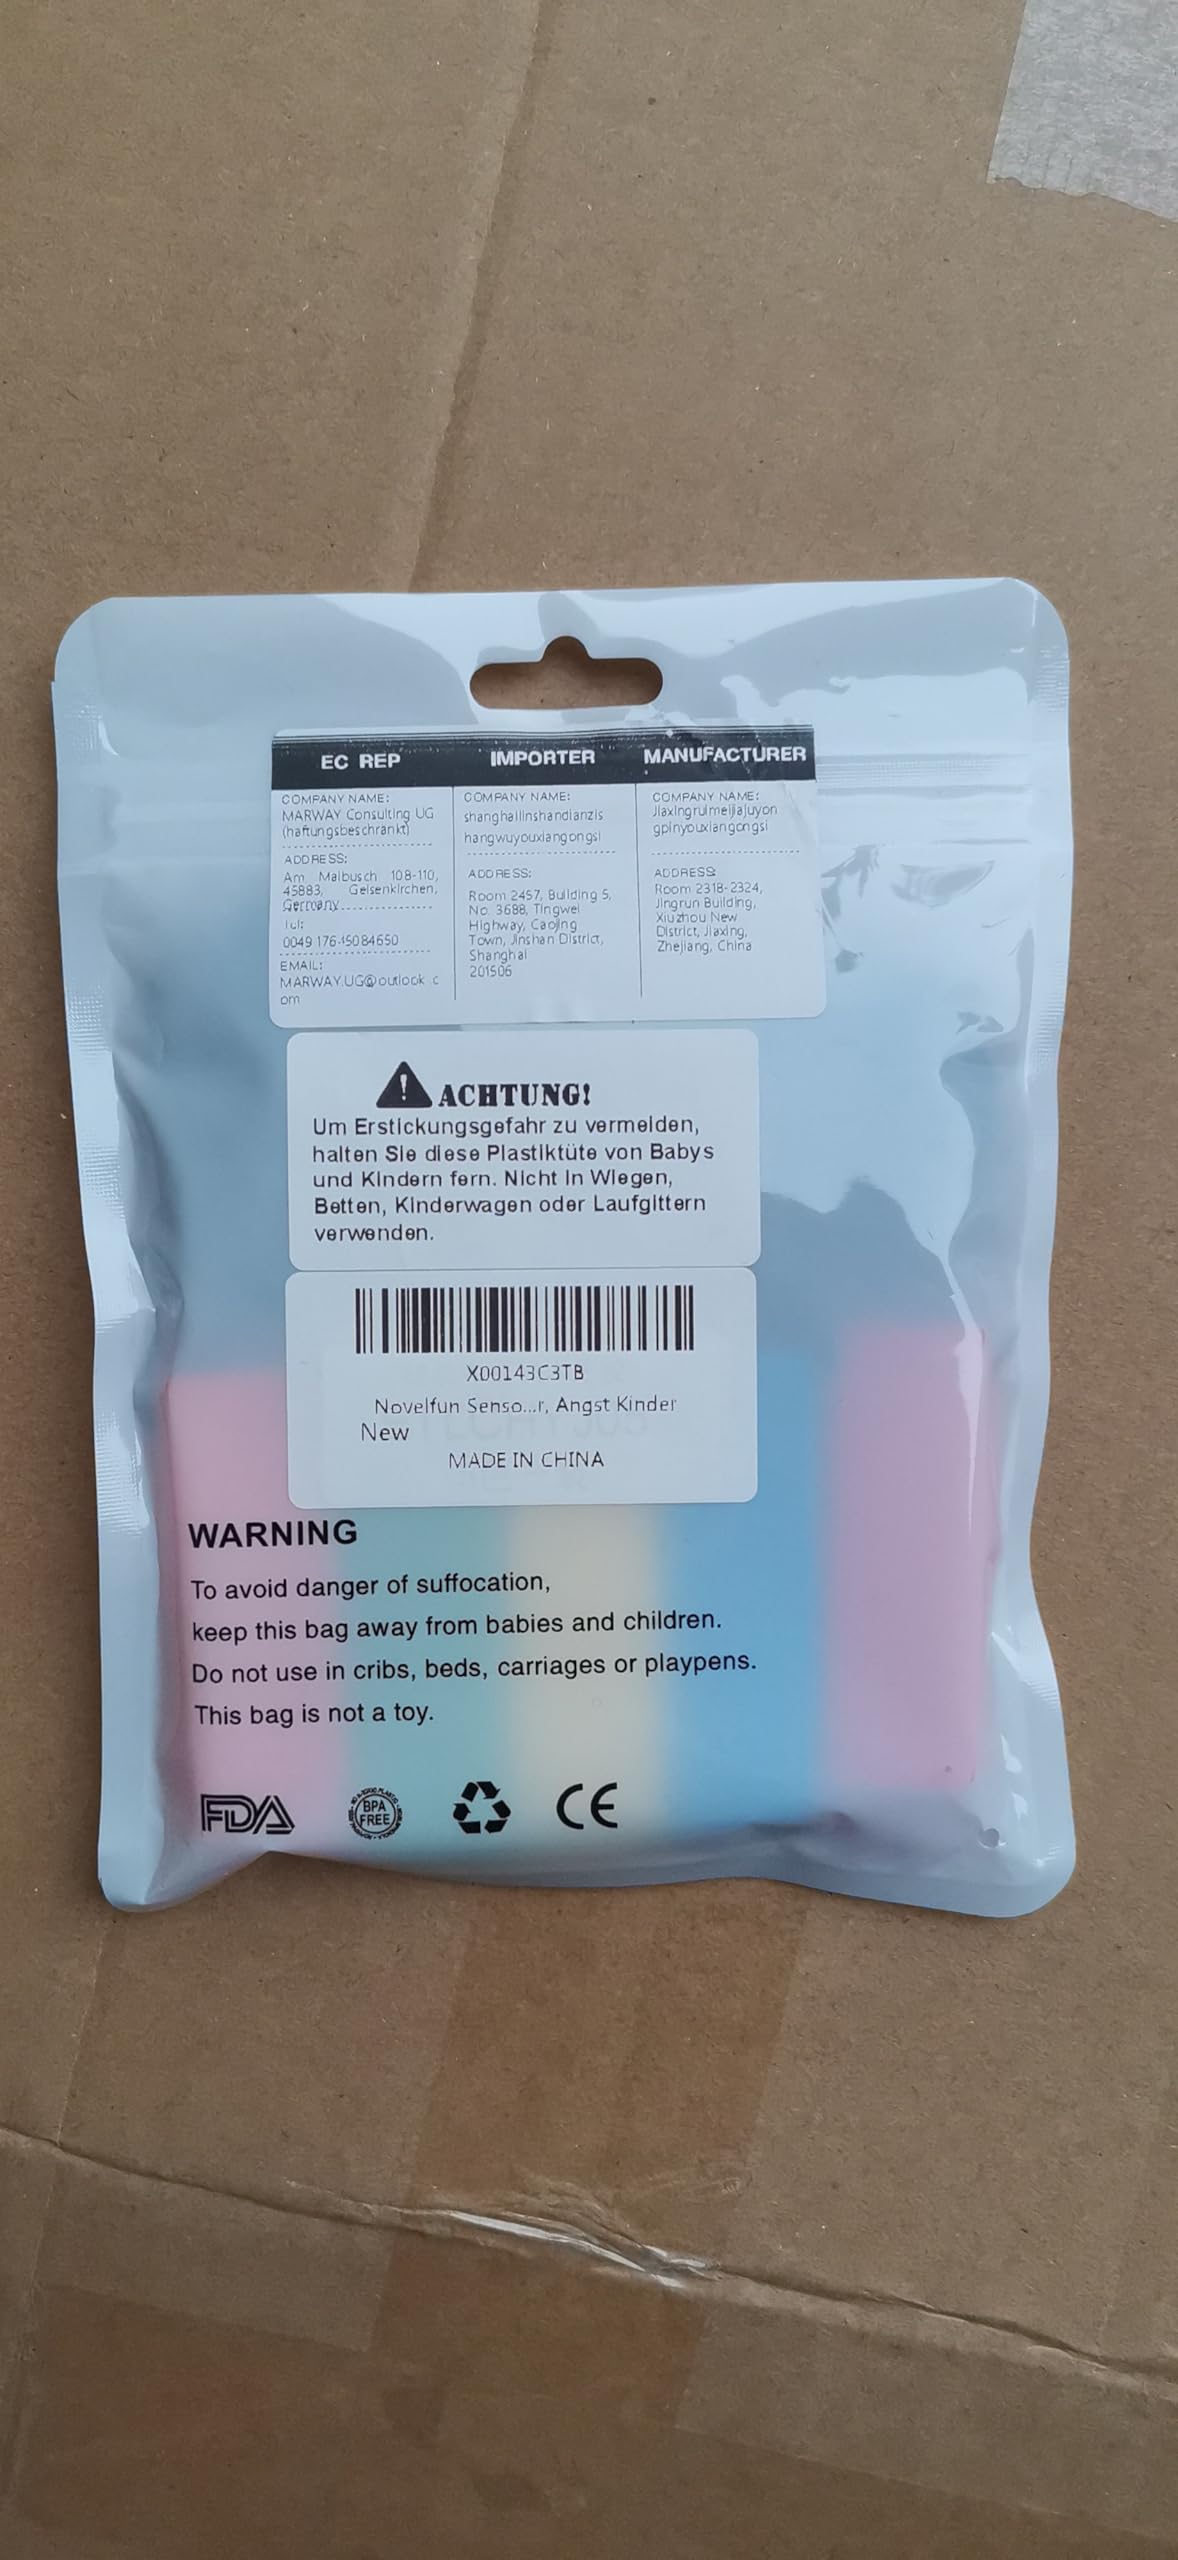 EC REP
COMPANY NAME:
MARWAY Consulting UG
(haftungsbeschrankt)
ADDRESS:
Am Malbusch 108-110,
45883, Gelsenkirchen,
Germany
Tel:
0049 176-45084650
EMAIL:
MARWAY.UG@outlook.c
om
IMPORTER
COMPANY NAME:
shanghailinshandianzis
hangwuyouxiangongsi
ADDRESS:
Room 2457, Building 5,
No. 3688, Tingwei
Highway, Caojing
Town, Jinshan District,
Shanghai
201506
MANUFACTURER
COMPANY NAME:
Jiaxingruimeijiajuyon
gpinyouxiangongsi
ADDRESS:
Room 2318-2324,
Jingrun Building,
Xiuzhou New
District, Jiaxing,
Zhejiang, China
ACHTUNG!
Um Erstickungsgefahr zu vermeiden,
halten Sie diese Plastiktüte von Babys
und Kindern fern. Nicht in Wiegen,
Betten, Kinderwagen oder Laufgittern
verwenden.
X00143C3TB
Novelfun Senso...r, Angst Kinder
New
MADE IN CHINA
WARNING
To avoid danger of suffocation,
keep this bag away from babies and children.
Do not use in cribs, beds, carriages or playpens.
This bag is not a toy.
FDA
BPA
FREE
CE